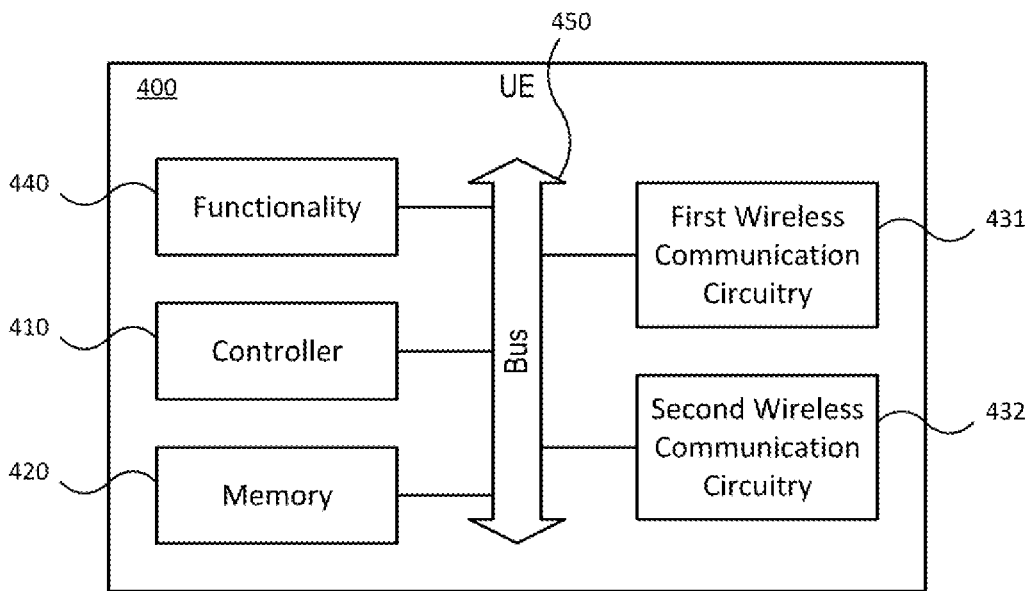 450
400
UE
440
Functionality
First Wireless
Communication
Circuitry
431
410
Controller
Bus
Second Wireless
Communication
Circuitry
432
420
Memory